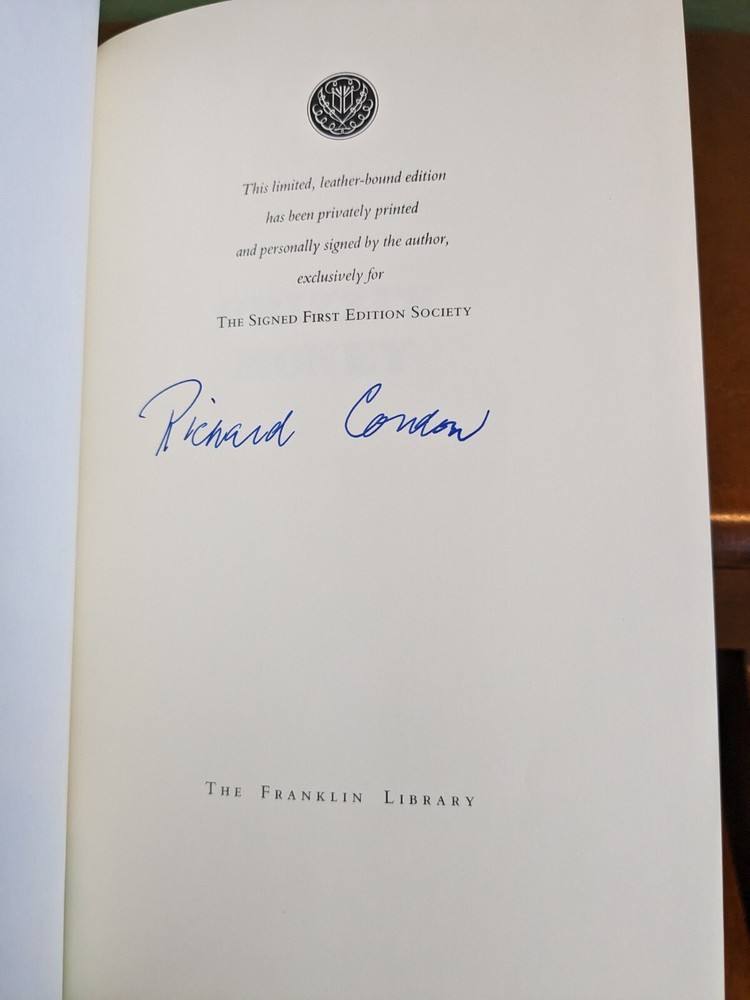 This limited, leather-bound edition
has been privately printed
and personally signed by the author,
exclusively for
THE SIGNED FIRST EDITION SOCIETY
Richard Condon
THE FRANKLIN LIBRARY